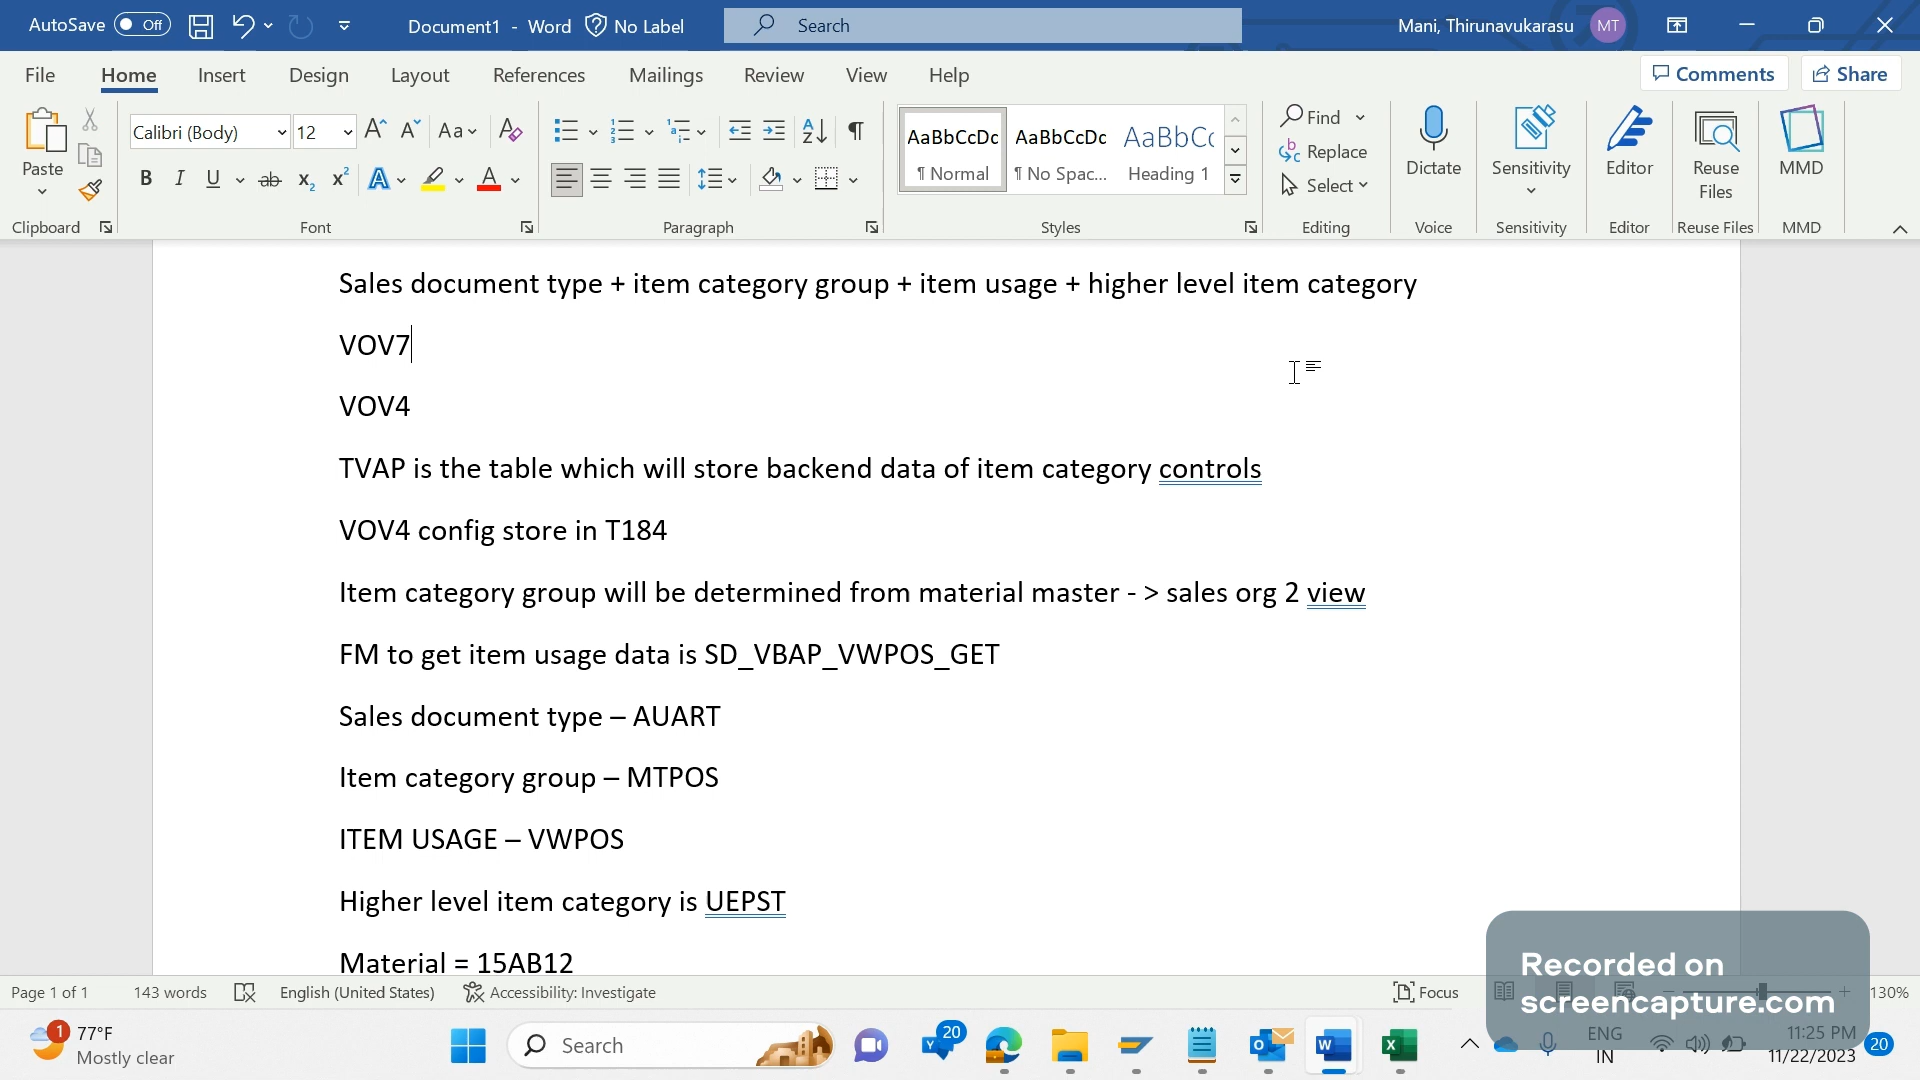 AutoSave Off Document1 - Word No Label Search Mani, Thirunavukarasu MT
File Home Insert Design Layout References Mailings Review View Help Comments Share
Calibri (Body) 12 Aa
Paste
B I U ab x2 x2 A A
AaBbCcDc AaBbCcDc AaBbCc
¶ Normal ¶ No Spac... Heading 1
Find
Replace
Select
Dictate Sensitivity Editor Reuse Files MMD
Clipboard Font Paragraph Styles Editing Voice Sensitivity Editor Reuse Files MMD
Sales document type + item category group + item usage + higher level item category
VOV7
VOV4
TVAP is the table which will store backend data of item category controls
VOV4 config store in T184
Item category group will be determined from material master - > sales org 2 view
FM to get item usage data is SD_VBAP_VWPOS_GET
Sales document type – AUART
Item category group – MTPOS
ITEM USAGE – VWPOS
Higher level item category is UEPST
Material = 15AB12
Page 1 of 1 143 words English (United States) Accessibility: Investigate Focus 130%
Recorded on
screencapture.com
1 77°F
Mostly clear
Search
20
ENG
IN
11:25 PM
11/22/2023
20